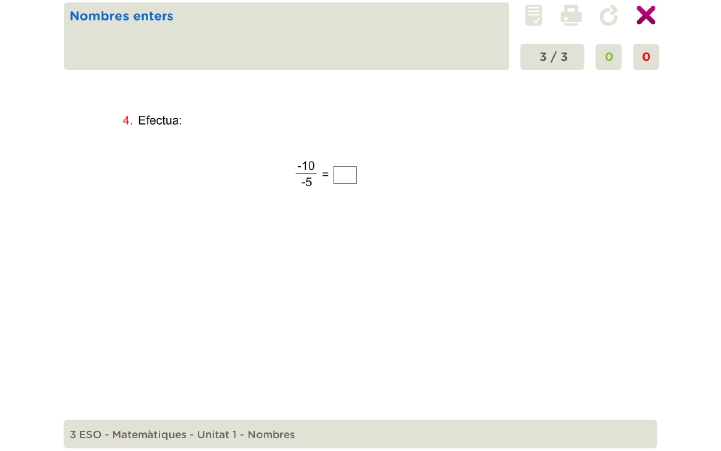 Nombres enters
3 / 3
0
0
4. Efectua:
-10
-5
=
3 ESO - Matemàtiques - Unitat 1 - Nombres